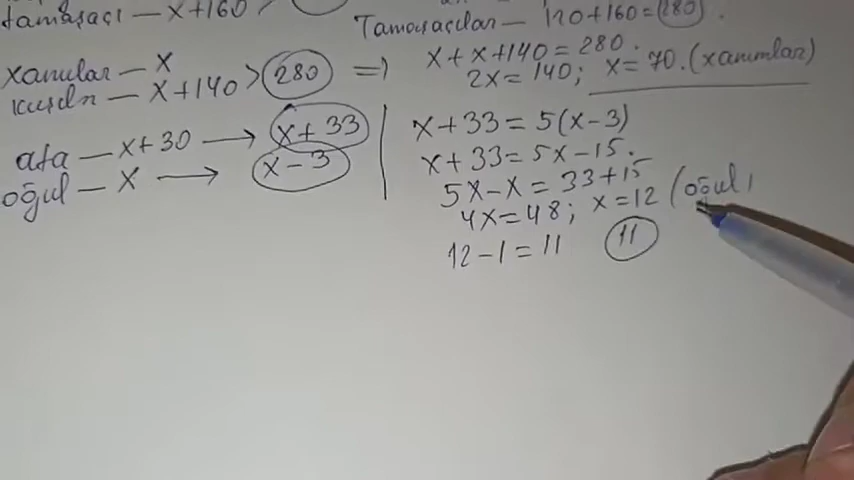 tamaşaçı — x+160
Tamaşaçılar — 120+160=280.
xanımlar — x
kişilər — x+140 > 280 =>
x+x+140=280.
2x=140; x=70. (xanımlar)
ata — x+30 → x+33
oğul — x → x-3
x+33=5(x-3)
x+33=5x-15.
5x-x=33+15
4x=48; x=12 (oğul)
12-1=11 11